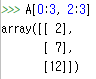 >>> A[0:3, 2:3]
array([[ 2],
       [ 7],
       [12]])